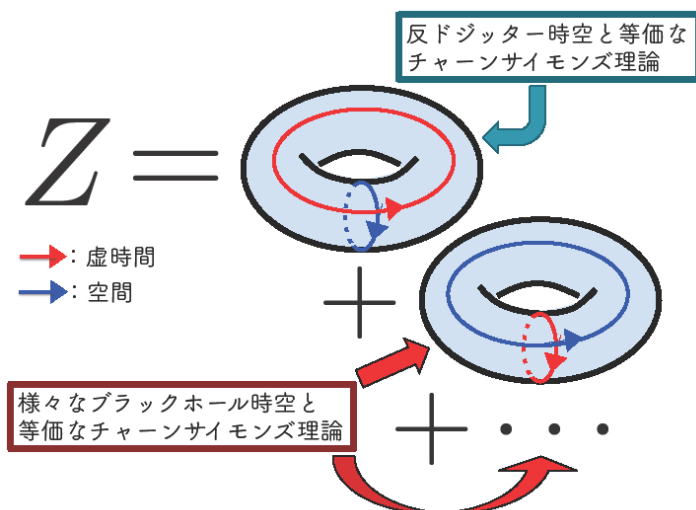 反ドジッター時空と等価な
チャーンサイモンズ理論
Z =
：虚時間
：空間
+
様々なブラックホール時空と
等価なチャーンサイモンズ理論
+ ・・・